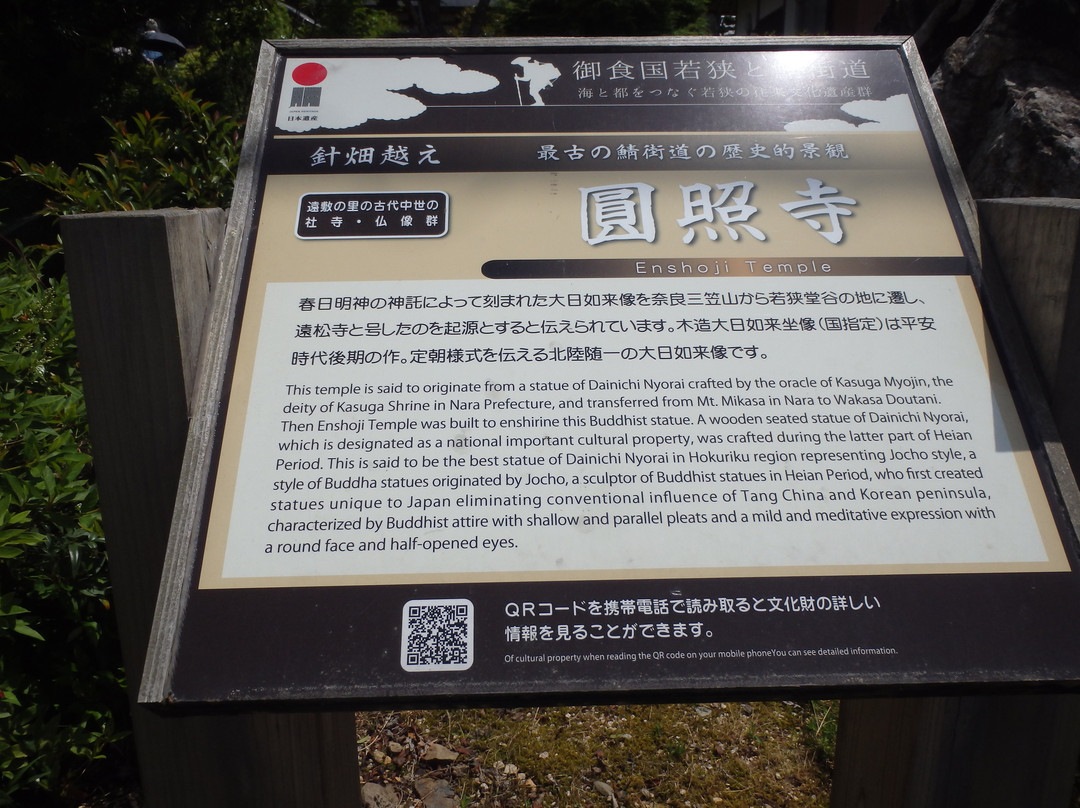 日本遺産
御食国若狭と街道
海と都をつなぐ若狭の遺産群
針畑越え
最古の鯖街道の歴史的景観
遠敷の里の古代中世の
社寺・仏像群
圓照寺
Enshoji Temple
春日明神の神託によって刻まれた大日如来像を奈良三笠山から若狭堂谷の地に遷し、
遠松寺と号したのを起源とすると伝えられています。木造大日如来坐像（国指定）は平安
時代後期の作。定朝様式を伝える北陸随一の大日如来像です。
This temple is said to originate from a statue of Dainichi Nyorai crafted by the oracle of Kasuga Myojin, the
deity of Kasuga Shrine in Nara Prefecture, and transferred from Mt. Mikasa in Nara to Wakasa Doutani.
Then Enshoji Temple was built to enshirine this Buddhist statue. A wooden seated statue of Dainichi Nyorai,
which is designated as a national important cultural property, was crafted during the latter part of Heian
Period. This is said to be the best statue of Dainichi Nyorai in Hokuriku region representing Jocho style, a
style of Buddha statues originated by Jocho, a sculptor of Buddhist statues in Heian Period, who first created
statues unique to Japan eliminating conventional influence of Tang China and Korean peninsula,
characterized by Buddhist attire with shallow and parallel pleats and a mild and meditative expression with
a round face and half-opened eyes.
QRコードを携帯電話で読み取ると文化財の詳しい
情報を見ることができます。
Of cultural property when reading the QR code on your mobile phoneYou can see detailed information.